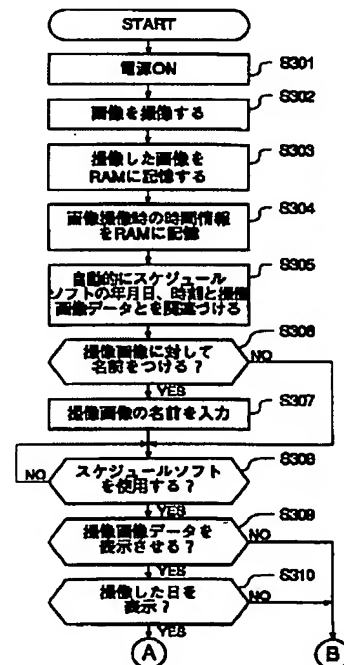 START
電源ON
S301
画像を撮像する
S302
撮像した画像を
RAMに記憶する
S303
画像撮像時の時間情報
をRAMに記憶
S304
自動的にスケジュール
ソフトの年月日、時刻と撮像
画像データとを関連づける
S305
撮像画像に対して
名前をつける？
S306
NO
YES
撮像画像の名前を入力
S307
スケジュールソフト
を使用する？
S308
NO
YES
撮像画像データを
表示させる？
S309
NO
YES
撮像した日を
表示？
S310
NO
YES
A
B